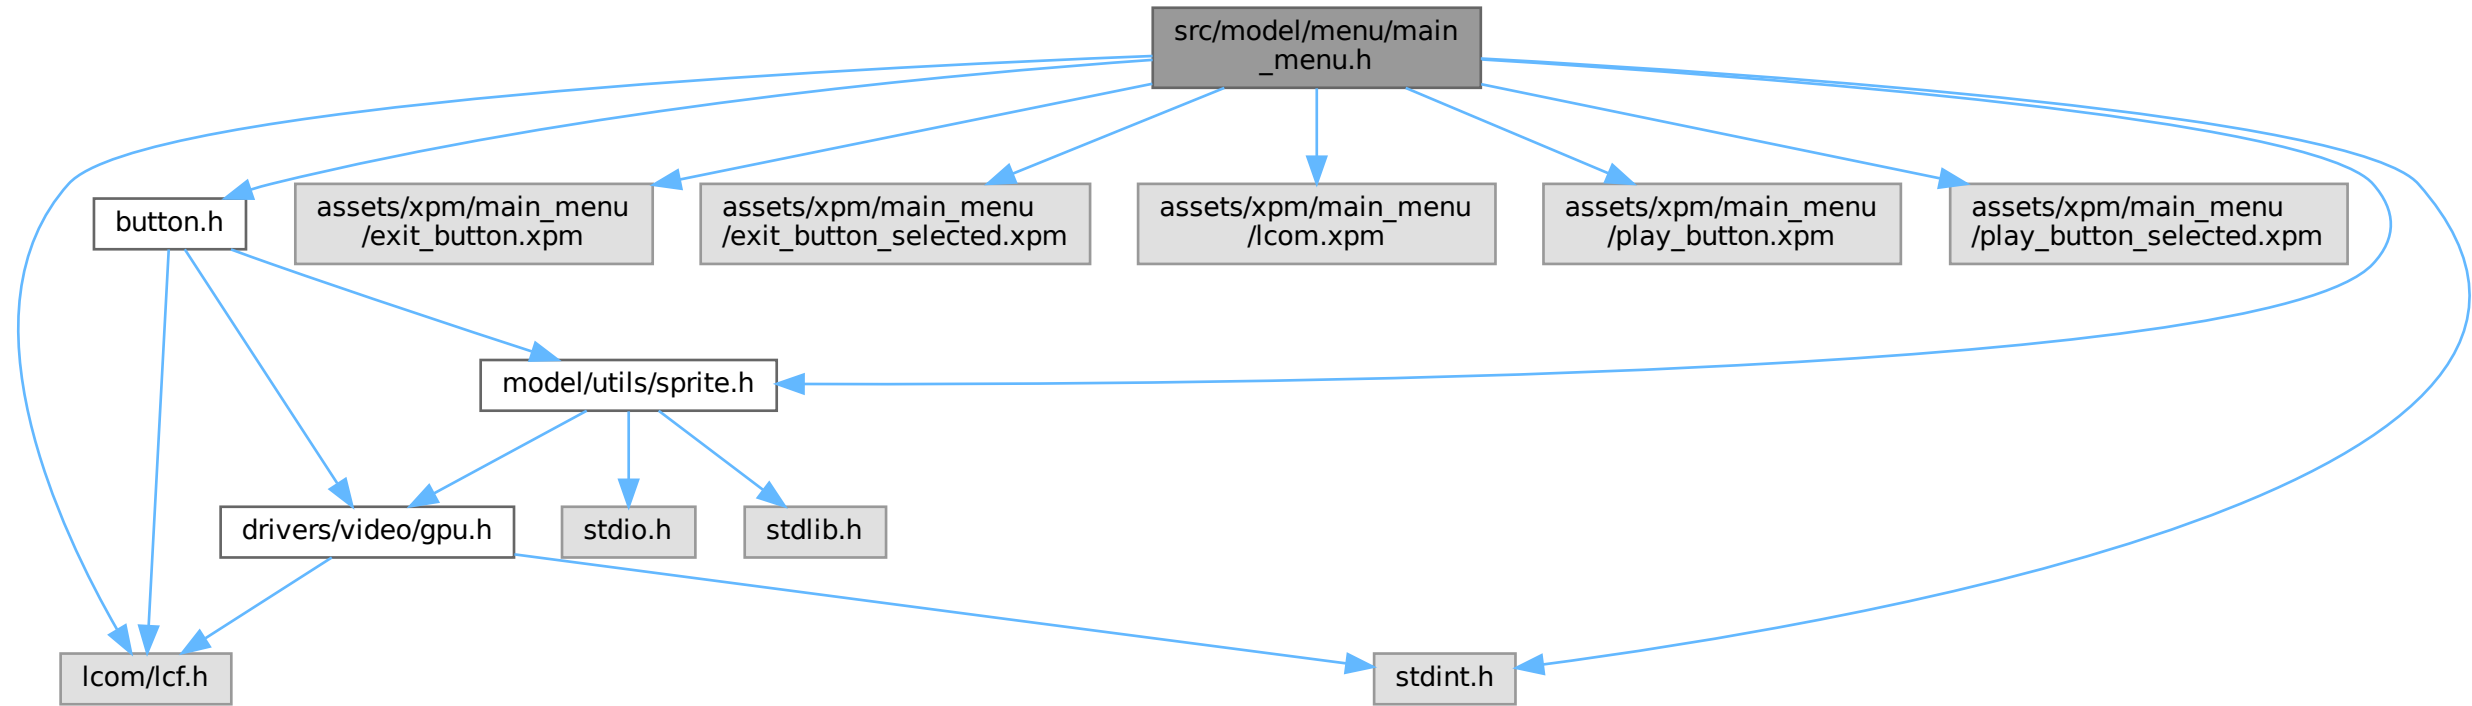 src/model/menu/main
_menu.h
button.h
assets/xpm/main_menu
/exit_button.xpm
assets/xpm/main_menu
/exit_button_selected.xpm
assets/xpm/main_menu
/lcom.xpm
assets/xpm/main_menu
/play_button.xpm
assets/xpm/main_menu
/play_button_selected.xpm
model/utils/sprite.h
drivers/video/gpu.h
stdio.h
stdlib.h
lcom/lcf.h
stdint.h